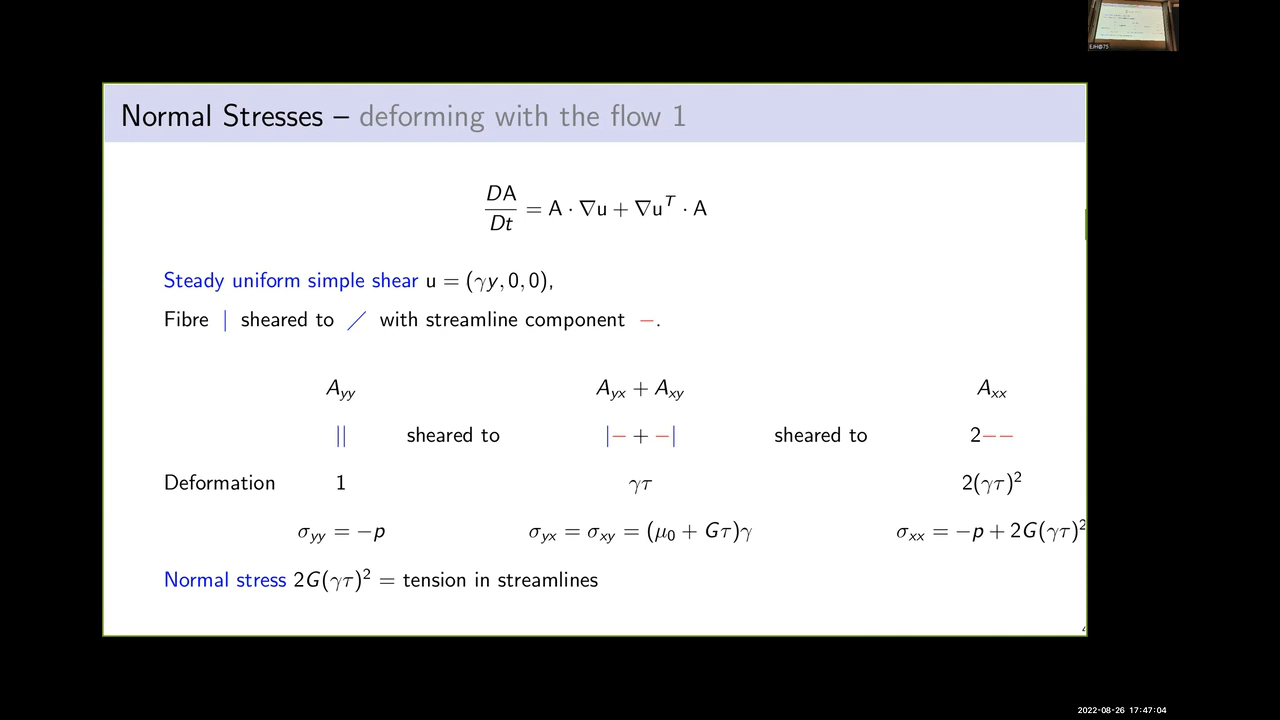 EJH@75
Normal Stresses – deforming with the flow 1
DA/Dt = A · ∇u + ∇u^T · A
Steady uniform simple shear u = (γy, 0, 0),
Fibre | sheared to ⟋ with streamline component −.
A_yy A_yx + A_xy A_xx
|| sheared to |− + −| sheared to 2−−
Deformation 1 γτ 2(γτ)²
σ_yy = −p σ_yx = σ_xy = (μ₀ + Gτ)γ σ_xx = −p + 2G(γτ)²
Normal stress 2G(γτ)² = tension in streamlines
2022-08-26 17:47:04